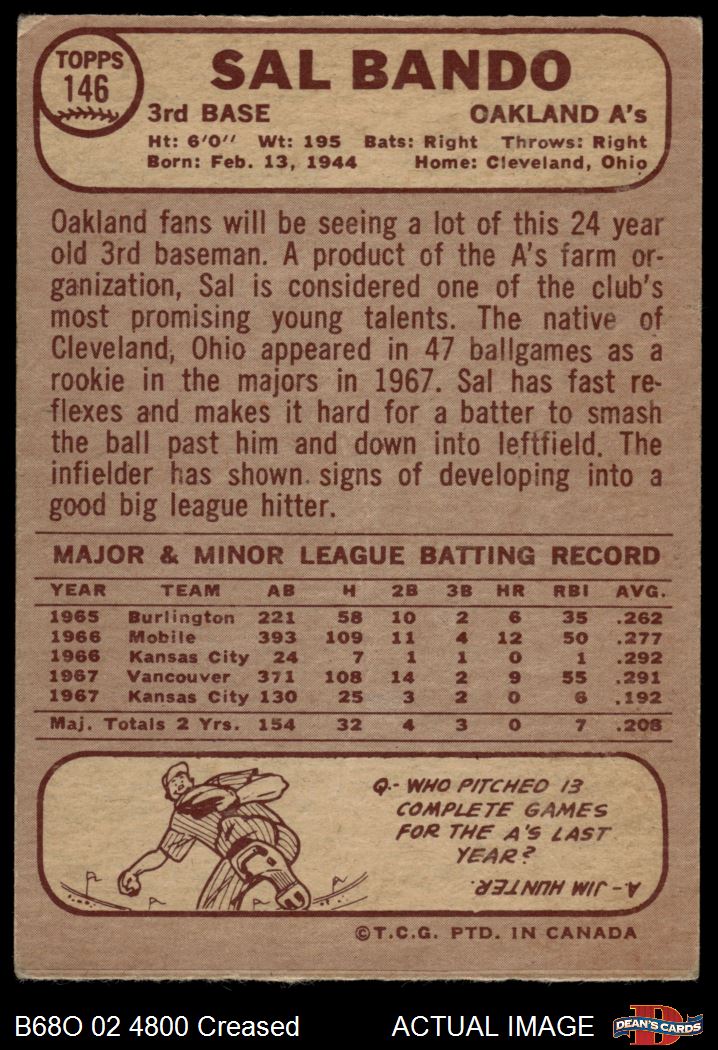 TOPPS
146
SAL BANDO
3rd BASE OAKLAND A's
Ht: 6'0'' Wt: 195 Bats: Right Throws: Right
Born: Feb. 13, 1944 Home: Cleveland, Ohio
Oakland fans will be seeing a lot of this 24 year
old 3rd baseman. A product of the A's farm or-
ganization, Sal is considered one of the club's
most promising young talents. The native of
Cleveland, Ohio appeared in 47 ballgames as a
rookie in the majors in 1967. Sal has fast re-
flexes and makes it hard for a batter to smash
the ball past him and down into leftfield. The
infielder has shown signs of developing into a
good big league hitter.
MAJOR & MINOR LEAGUE BATTING RECORD
YEAR TEAM AB H 2B 3B HR RBI AVG.
1965 Burlington 221 58 10 2 6 35 .262
1966 Mobile 393 109 11 4 12 50 .277
1966 Kansas City 24 7 1 1 0 1 .292
1967 Vancouver 371 108 14 2 9 55 .291
1967 Kansas City 130 25 3 2 0 6 .192
Maj. Totals 2 Yrs. 154 32 4 3 0 7 .208
Q.- WHO PITCHED 13
COMPLETE GAMES
FOR THE A'S LAST
YEAR?
A.- JIM HUNTER.
©T.C.G. PTD. IN CANADA
B68O 02 4800 Creased ACTUAL IMAGE
D
DEAN'S CARDS